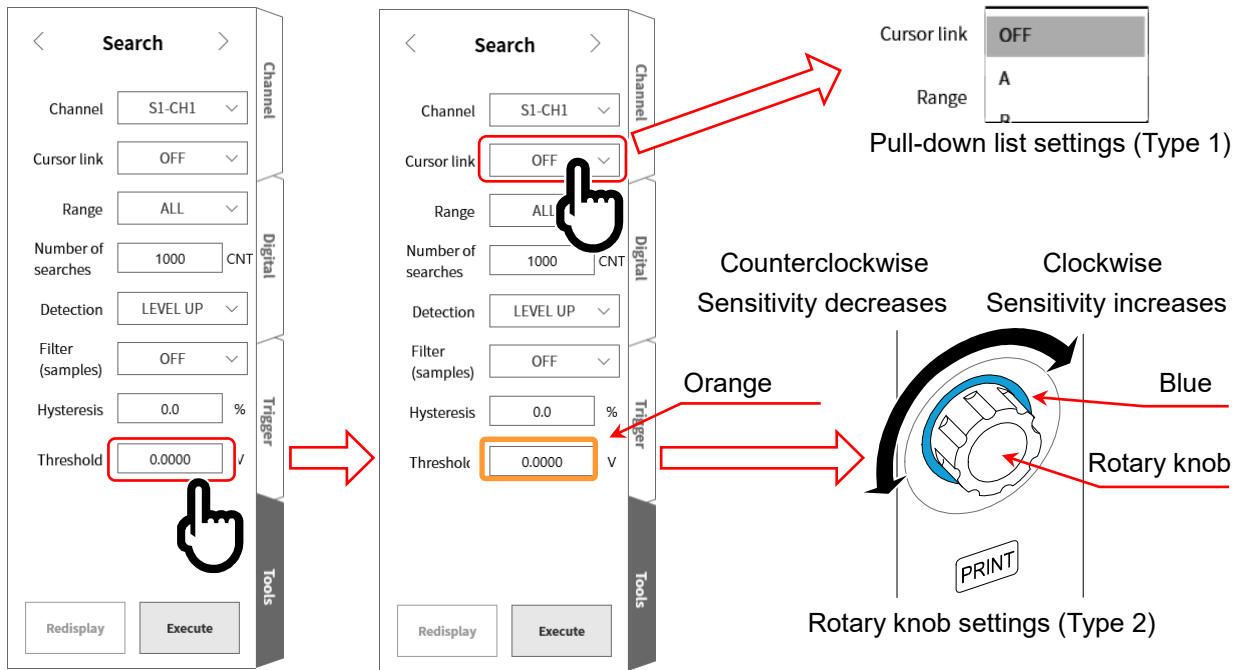 Search
Channel
S1-CH1
Cursor link
OFF
Range
ALL
Number of
searches
1000
CNT
Detection
LEVEL UP
Filter
(samples)
OFF
Hysteresis
0.0
%
Threshold
0.0000
V
Redisplay
Execute
Channel
Digital
Trigger
Tools
Search
Channel
S1-CH1
Cursor link
OFF
Range
ALL
Number of
searches
1000
CNT
Detection
LEVEL UP
Filter
(samples)
OFF
Hysteresis
0.0
%
Threshol
0.0000
V
Redisplay
Execute
Channel
Digital
Trigger
Tools
Orange
Cursor link
OFF
A
Range
Pull-down list settings (Type 1)
Counterclockwise
Sensitivity decreases
Clockwise
Sensitivity increases
Blue
Rotary knob
PRINT
Rotary knob settings (Type 2)